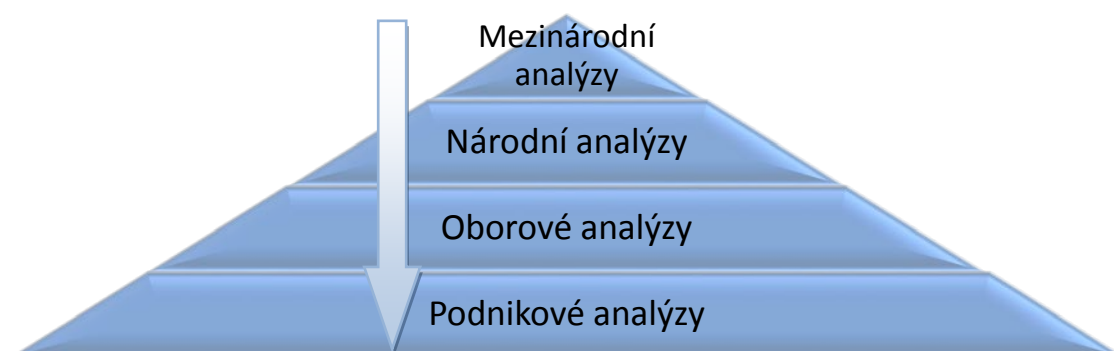 Mezinárodní
analýzy
Národní analýzy
Oborové analýzy
Podnikové analýzy